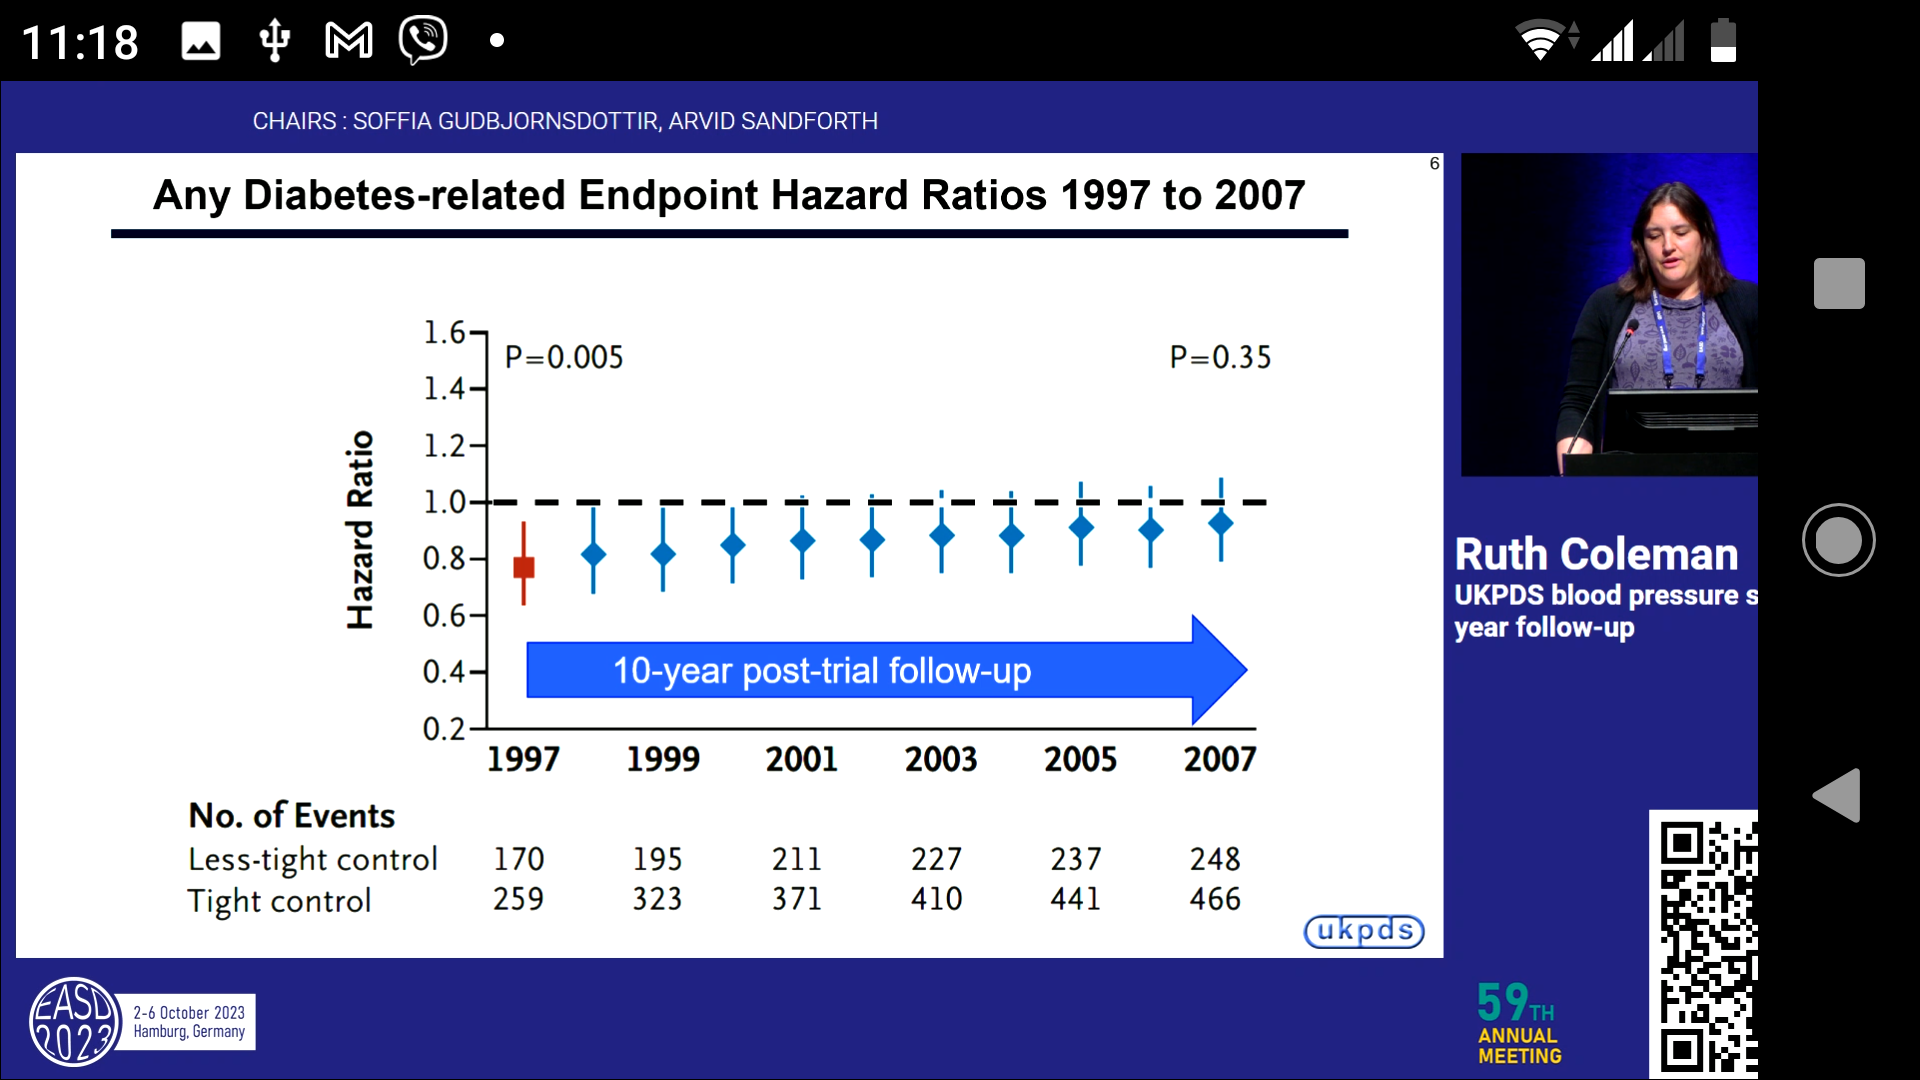 11:18
CHAIRS : SOFFIA GUDBJORNSDOTTIR, ARVID SANDFORTH
6
Any Diabetes-related Endpoint Hazard Ratios 1997 to 2007
1.6
P=0.005
P=0.35
1.4
1.2
1.0
0.8
0.6
0.4
0.2
Hazard Ratio
10-year post-trial follow-up
1997 1999 2001 2003 2005 2007
No. of Events
Less-tight control 170 195 211 227 237 248
Tight control 259 323 371 410 441 466
ukpds
Ruth Coleman
UKPDS blood pressure s
year follow-up
EASD
2023
2-6 October 2023
Hamburg, Germany
59TH
ANNUAL
MEETING